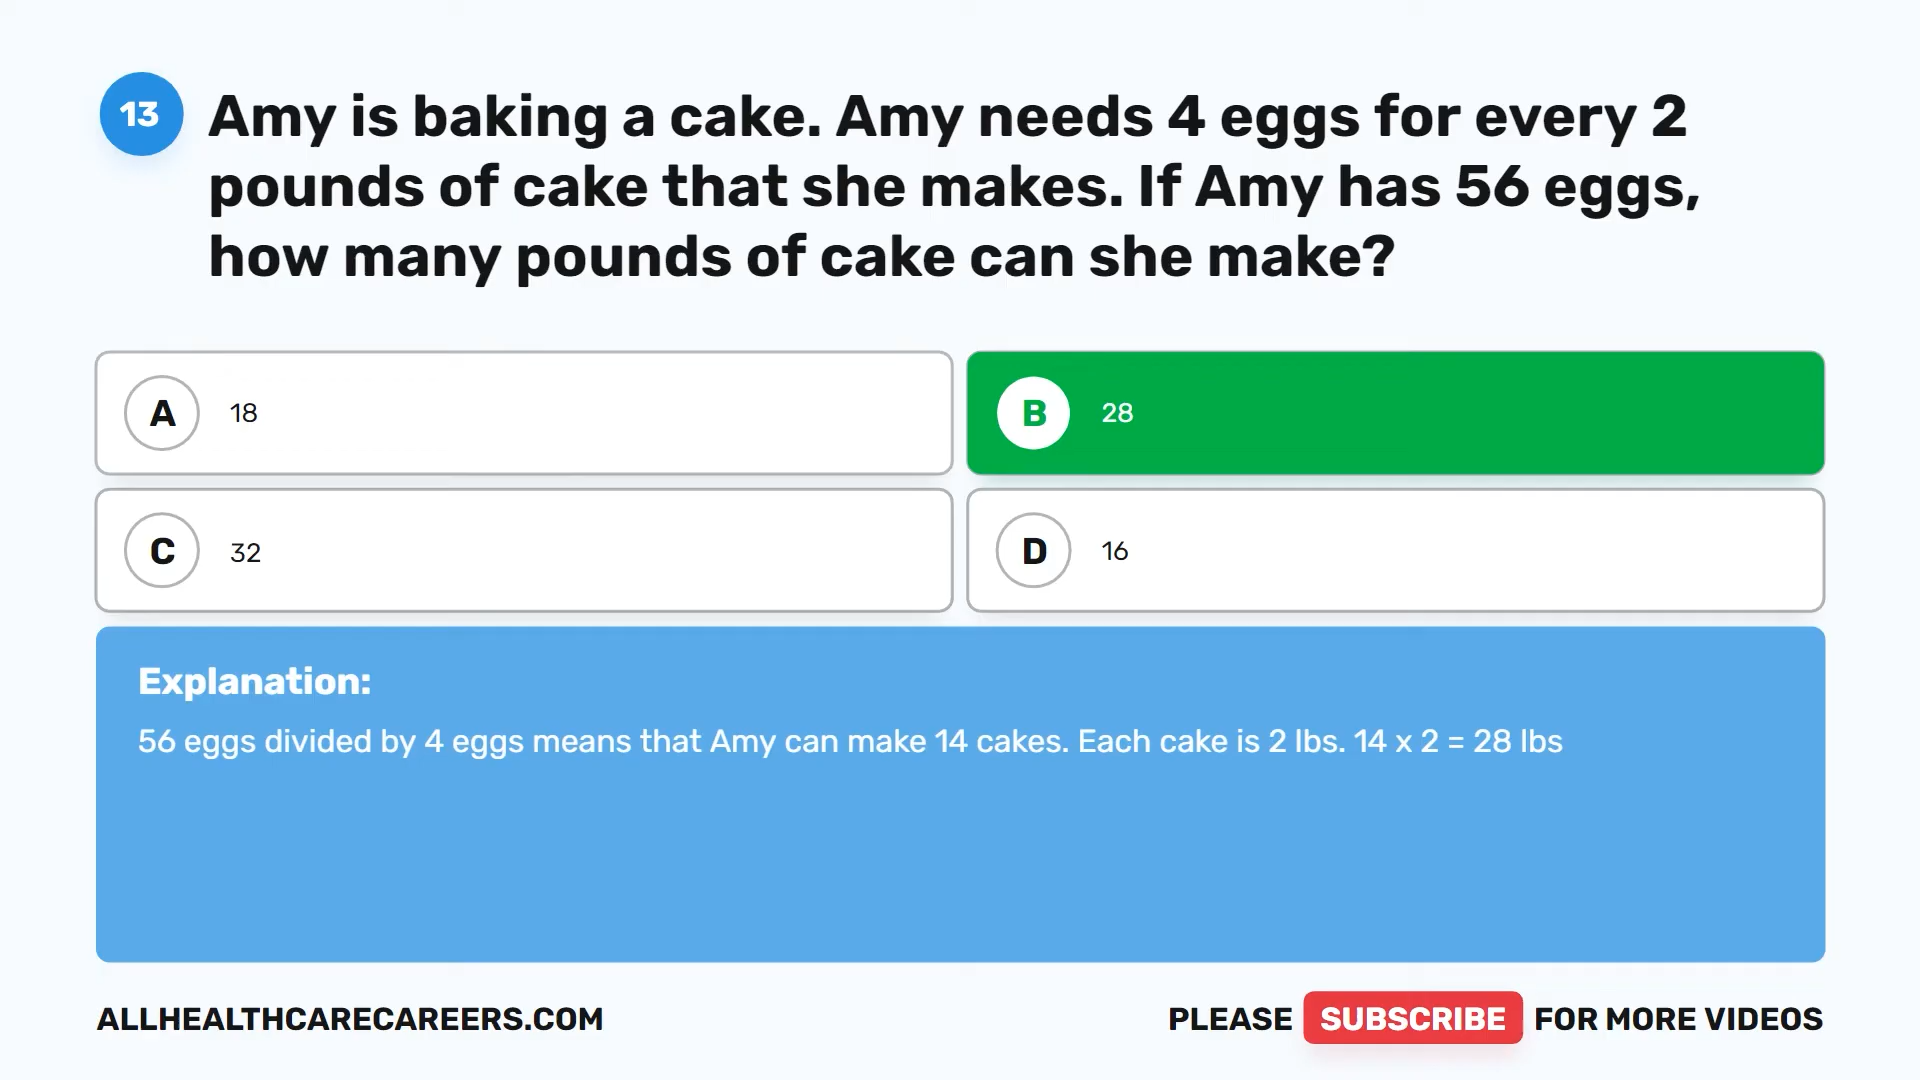 13
Amy is baking a cake. Amy needs 4 eggs for every 2
pounds of cake that she makes. If Amy has 56 eggs,
how many pounds of cake can she make?
A 18
B 28
C 32
D 16
Explanation:
56 eggs divided by 4 eggs means that Amy can make 14 cakes. Each cake is 2 lbs. 14 x 2 = 28 lbs
ALLHEALTHCARECAREERS.COM
PLEASE SUBSCRIBE FOR MORE VIDEOS